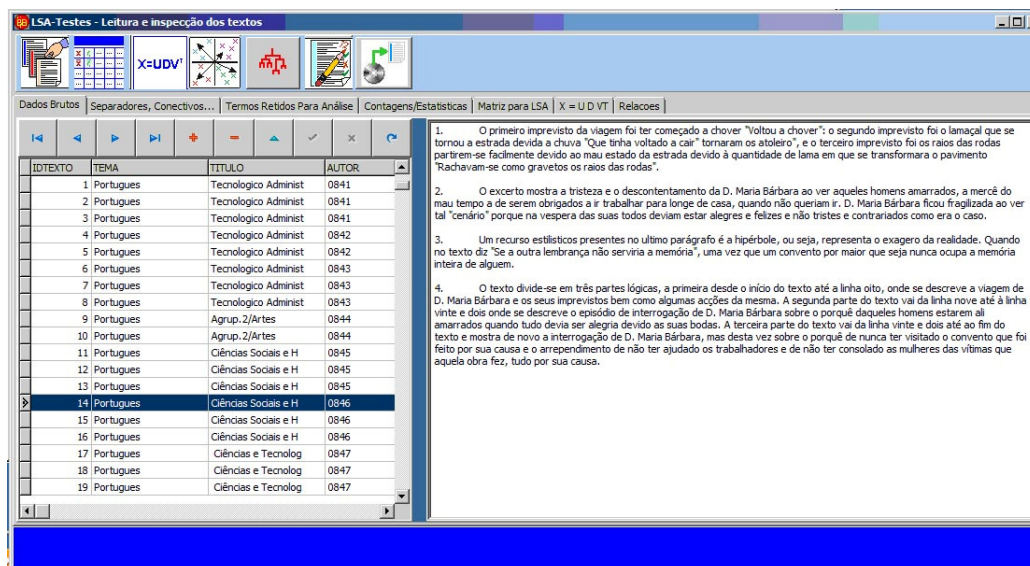 LSA-Testes - Leitura e inspecção dos textos
X=UDVᵀ
Dados Brutos Separadores, Conectivos... Termos Retidos Para Análise Contagens/Estatisticas Matriz para LSA X = U D VT Relacoes
IDTEXTO TEMA TITULO AUTOR
1 Portugues Tecnologico Administ 0841
2 Portugues Tecnologico Administ 0841
3 Portugues Tecnologico Administ 0841
4 Portugues Tecnologico Administ 0842
5 Portugues Tecnologico Administ 0842
6 Portugues Tecnologico Administ 0843
7 Portugues Tecnologico Administ 0843
8 Portugues Tecnologico Administ 0843
9 Portugues Agrup.2/Artes 0844
10 Portugues Agrup.2/Artes 0844
11 Portugues Ciências Sociais e H 0845
12 Portugues Ciências Sociais e H 0845
13 Portugues Ciências Sociais e H 0845
14 Portugues Ciências Sociais e H 0846
15 Portugues Ciências Sociais e H 0846
16 Portugues Ciências Sociais e H 0846
17 Portugues Ciências e Tecnolog 0847
18 Portugues Ciências e Tecnolog 0847
19 Portugues Ciências e Tecnolog 0847
1. O primeiro imprevisto da viagem foi ter começado a chover "Voltou a chover": o segundo imprevisto foi o lamaçal que se
tornou a estrada devida a chuva "Que tinha voltado a cair" tornaram os atoleiro", e o terceiro imprevisto foi os raios das rodas
partirem-se facilmente devido ao mau estado da estrada devido à quantidade de lama em que se transformara o pavimento
"Rachavam-se como gravetos os raios das rodas".
2. O excerto mostra a tristeza e o descontentamento da D. Maria Bárbara ao ver aqueles homens amarrados, a mercê do
mau tempo a de serem obrigados a ir trabalhar para longe de casa, quando não queriam ir. D. Maria Bárbara ficou fragilizada ao ver
tal "cenário" porque na vespera das suas todos deviam estar alegres e felizes e não tristes e contrariados como era o caso.
3. Um recurso estilisticos presentes no ultimo parágrafo é a hipérbole, ou seja, representa o exagero da realidade. Quando
no texto diz "Se a outra lembrança não serviria a memória", uma vez que um convento por maior que seja nunca ocupa a memória
inteira de alguem.
4. O texto divide-se em três partes lógicas, a primeira desde o início do texto até a linha oito, onde se descreve a viagem de
D. Maria Bárbara e os seus imprevistos bem como algumas acções da mesma. A segunda parte do texto vai da linha nove até à linha
vinte e dois onde se descreve o episódio de interrogação de D. Maria Bárbara sobre o porquê daqueles homens estarem ali
amarrados quando tudo devia ser alegria devido as suas bodas. A terceira parte do texto vai da linha vinte e dois até ao fim do
texto e mostra de novo a interrogação de D. Maria Bárbara, mas desta vez sobre o porquê de nunca ter visitado o convento que foi
feito por sua causa e o arrependimento de não ter ajudado os trabalhadores e de não ter consolado as mulheres das vítimas que
aquela obra fez, tudo por sua causa.